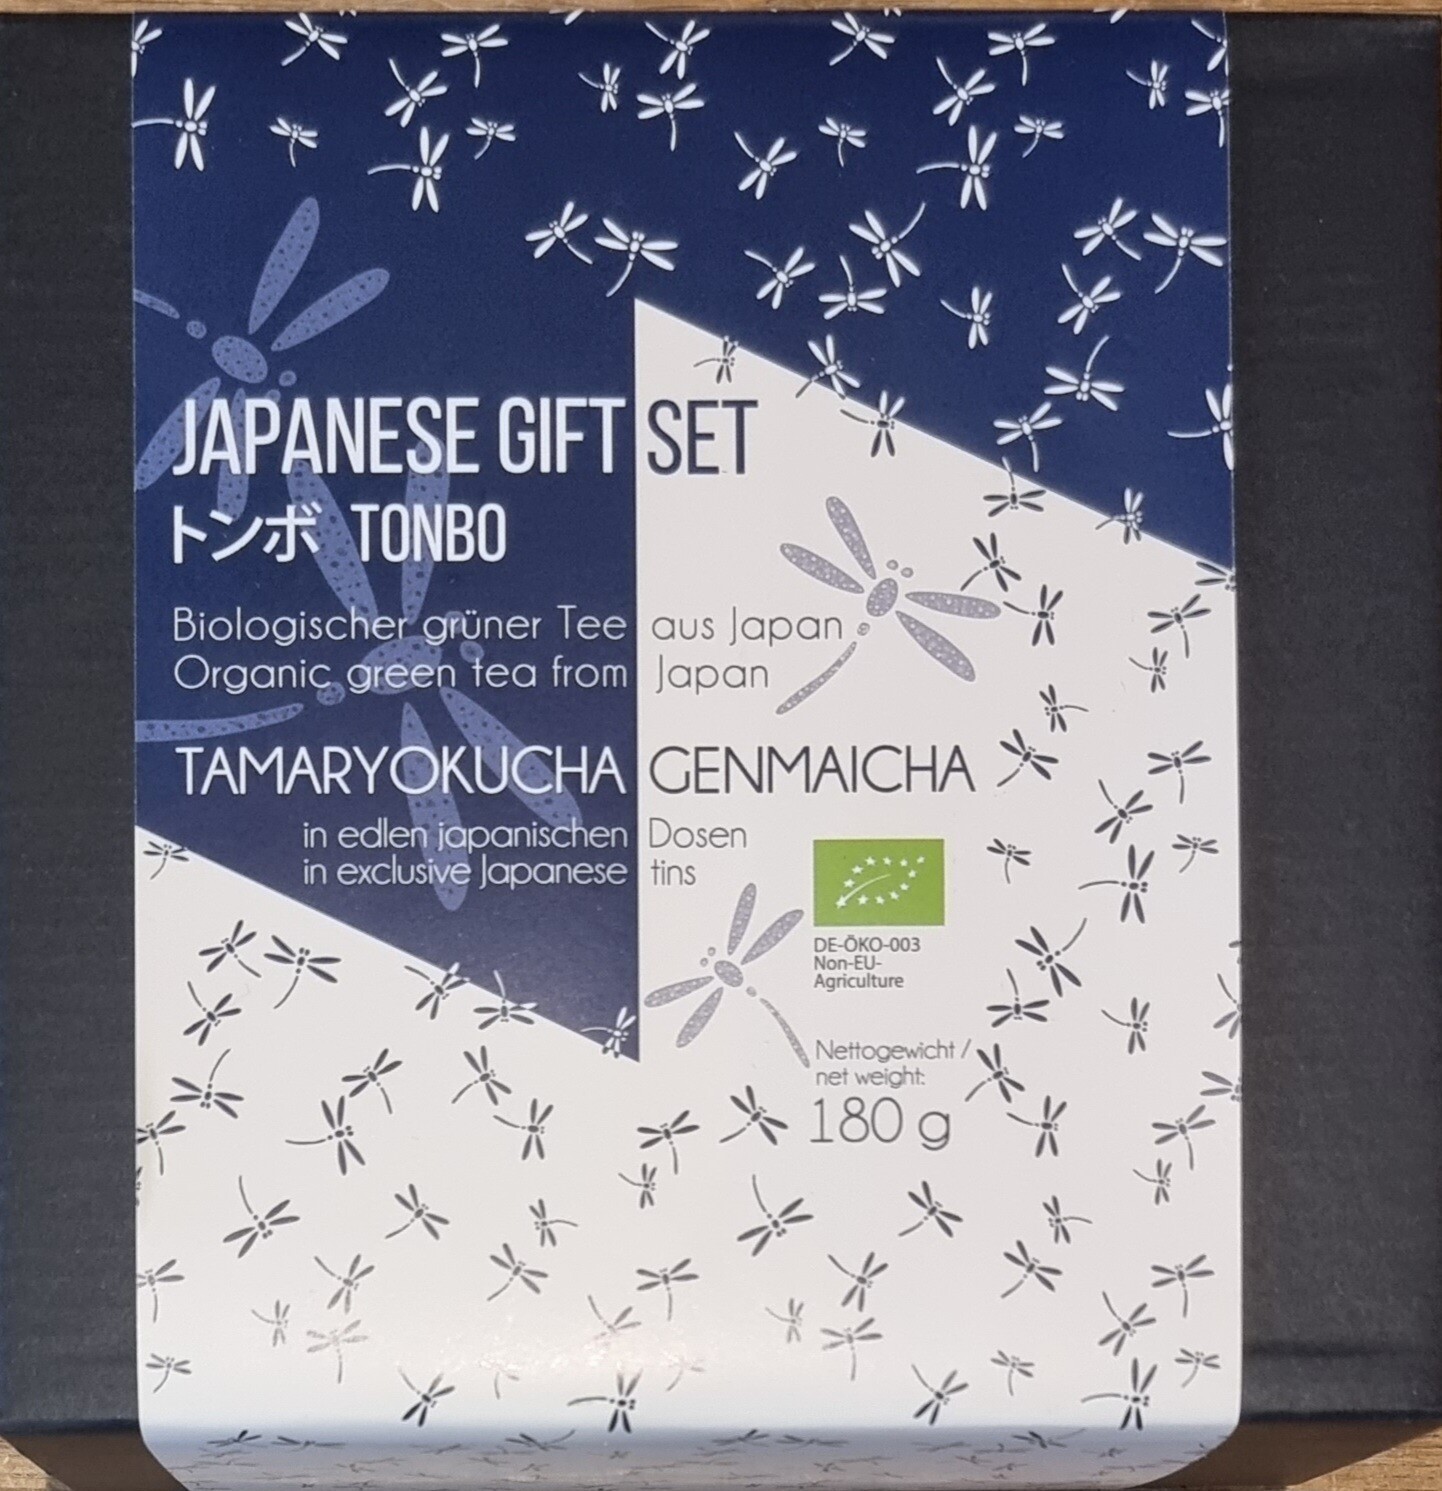 JAPANESE GIFT SET
トンボ TONBO
Biologischer grüner Tee aus Japan
Organic green tea from Japan
TAMARYOKUCHA GENMAICHA
in edlen japanischen Dosen
in exclusive Japanese tins
DE-ÖKO-003
Non-EU-
Agriculture
Nettogewicht /
net weight:
180 g